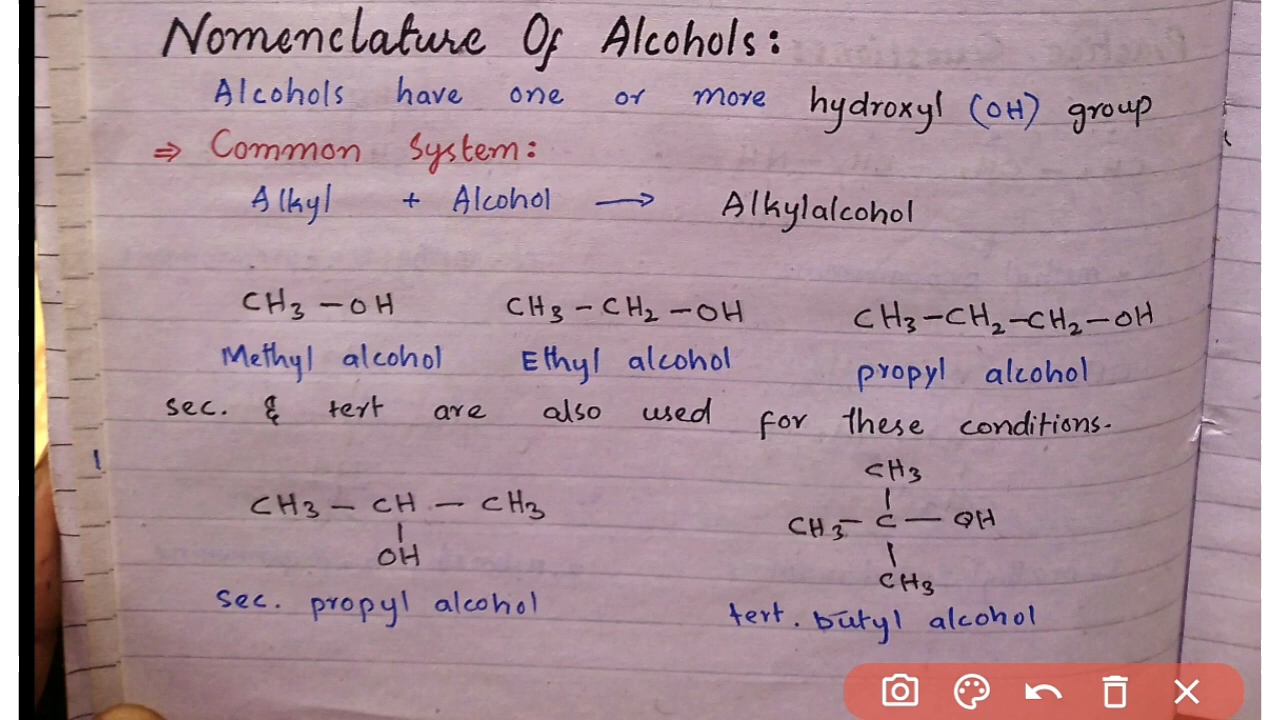 Nomenclature Of Alcohols:
Alcohols have one or more hydroxyl (OH) group
⇒ Common System:
Alkyl + Alcohol → Alkylalcohol
CH3 – OH CH3 – CH2 – OH CH3 – CH2 – CH2 – OH
Methyl alcohol Ethyl alcohol propyl alcohol
sec. & tert are also used for these conditions.
CH3
CH3 – CH – CH3 CH3 – C – OH
OH CH3
sec. propyl alcohol tert. butyl alcohol